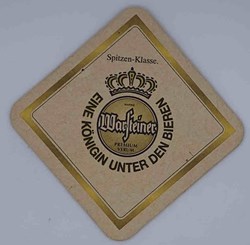 Spitzen-Klasse.
EINE KÖNIGIN UNTER DEN BIEREN
Warsteiner
PREMIUM
VERUM